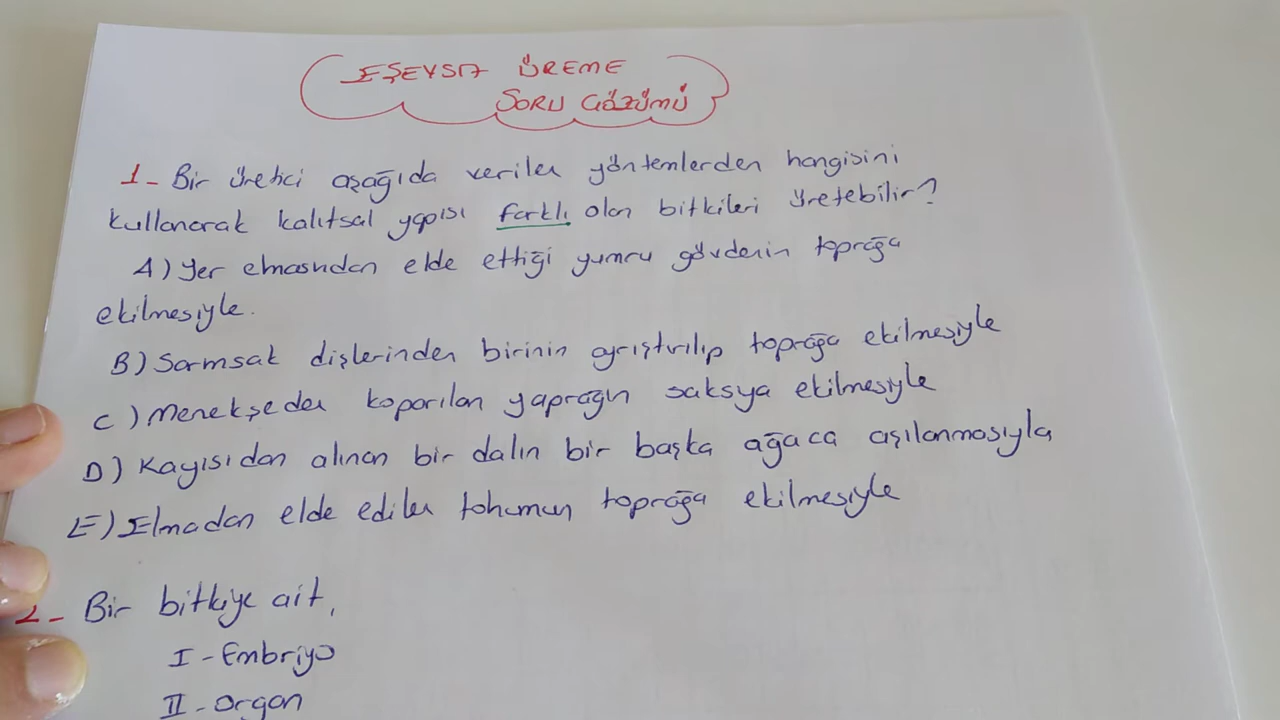 EŞEYSİZ ÜREME
SORU ÇÖZÜMÜ
1- Bir üretici aşağıda verilen yöntemlerden hangisini
kullanarak kalıtsal yapısı farklı olan bitkileri üretebilir?
A) Yer elmasından elde ettiği yumru gövdenin toprağa
ekilmesiyle.
B) Sarmısak dişlerinden birinin ayrıştırılıp toprağa ekilmesiyle
C) Menekşeden koparılan yaprağın saksıya ekilmesiyle
D) Kayısıdan alınan bir dalın bir başka ağaca aşılanmasıyla
E) Elmadan elde edilen tohumun toprağa ekilmesiyle
2- Bir bitkiye ait,
I - Embriyo
II - Organ